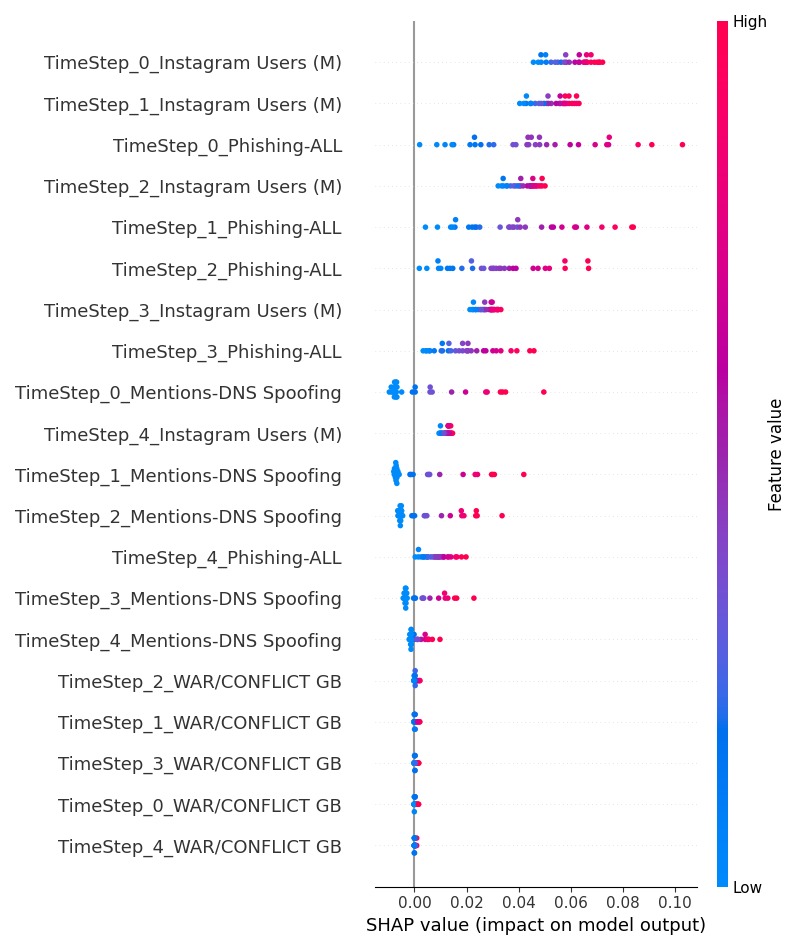 High
TimeStep_0_Instagram Users (M)
TimeStep_1_Instagram Users (M)
TimeStep_0_Phishing-ALL
TimeStep_2_Instagram Users (M)
TimeStep_1_Phishing-ALL
TimeStep_2_Phishing-ALL
TimeStep_3_Instagram Users (M)
TimeStep_3_Phishing-ALL
TimeStep_0_Mentions-DNS Spoofing
TimeStep_4_Instagram Users (M)
TimeStep_1_Mentions-DNS Spoofing
TimeStep_2_Mentions-DNS Spoofing
TimeStep_4_Phishing-ALL
TimeStep_3_Mentions-DNS Spoofing
TimeStep_4_Mentions-DNS Spoofing
TimeStep_2_WAR/CONFLICT GB
TimeStep_1_WAR/CONFLICT GB
TimeStep_3_WAR/CONFLICT GB
TimeStep_0_WAR/CONFLICT GB
TimeStep_4_WAR/CONFLICT GB
Feature value
Low
0.00 0.02 0.04 0.06 0.08 0.10
SHAP value (impact on model output)